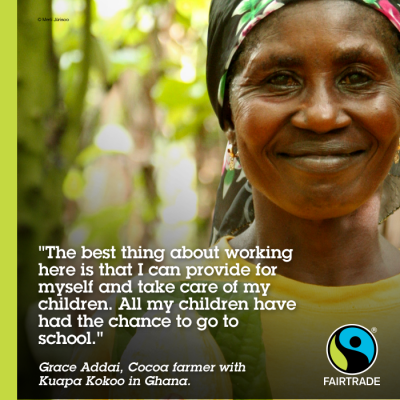 "The best thing about working
here is that I can provide for
myself and take care of my
children. All my children have
had the chance to go to
school."
Grace Addai, Cocoa farmer with
Kuapa Kokoo in Ghana.
®
FAIRTRADE